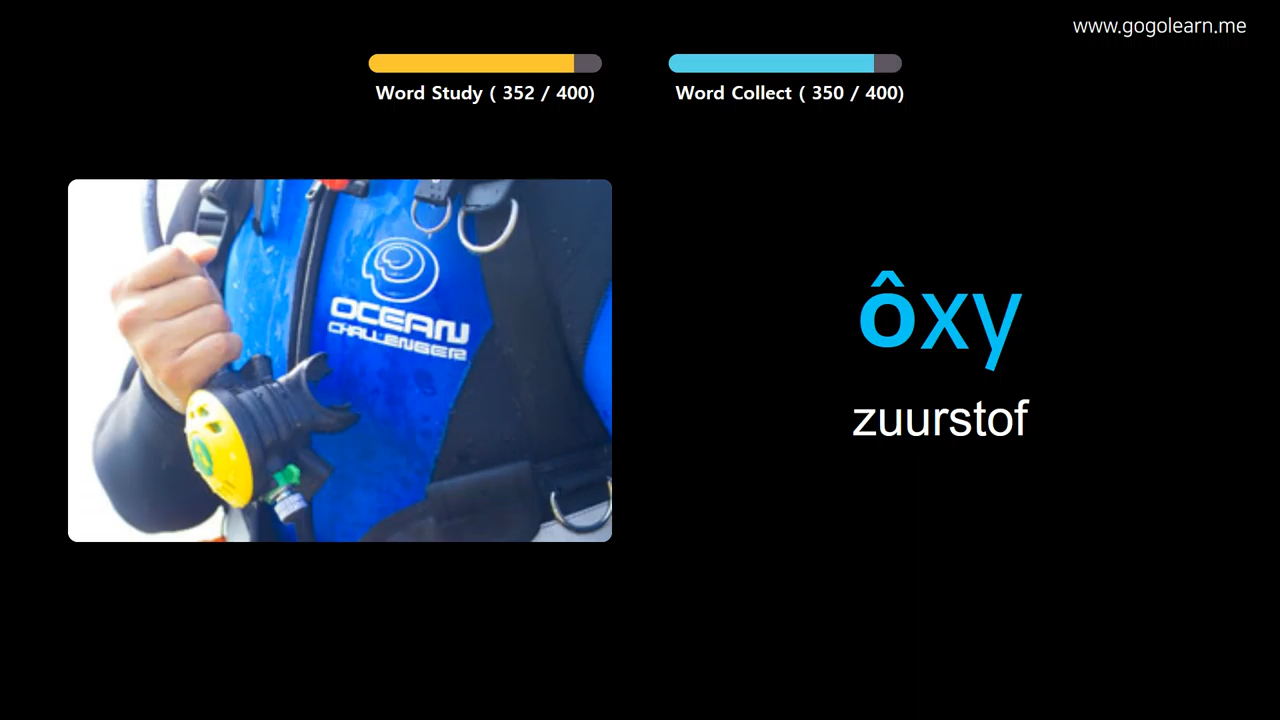 www.gogolearn.me
Word Study ( 352 / 400)
Word Collect ( 350 / 400)
OCEAN
CHALLENGER
ôxy
zuurstof